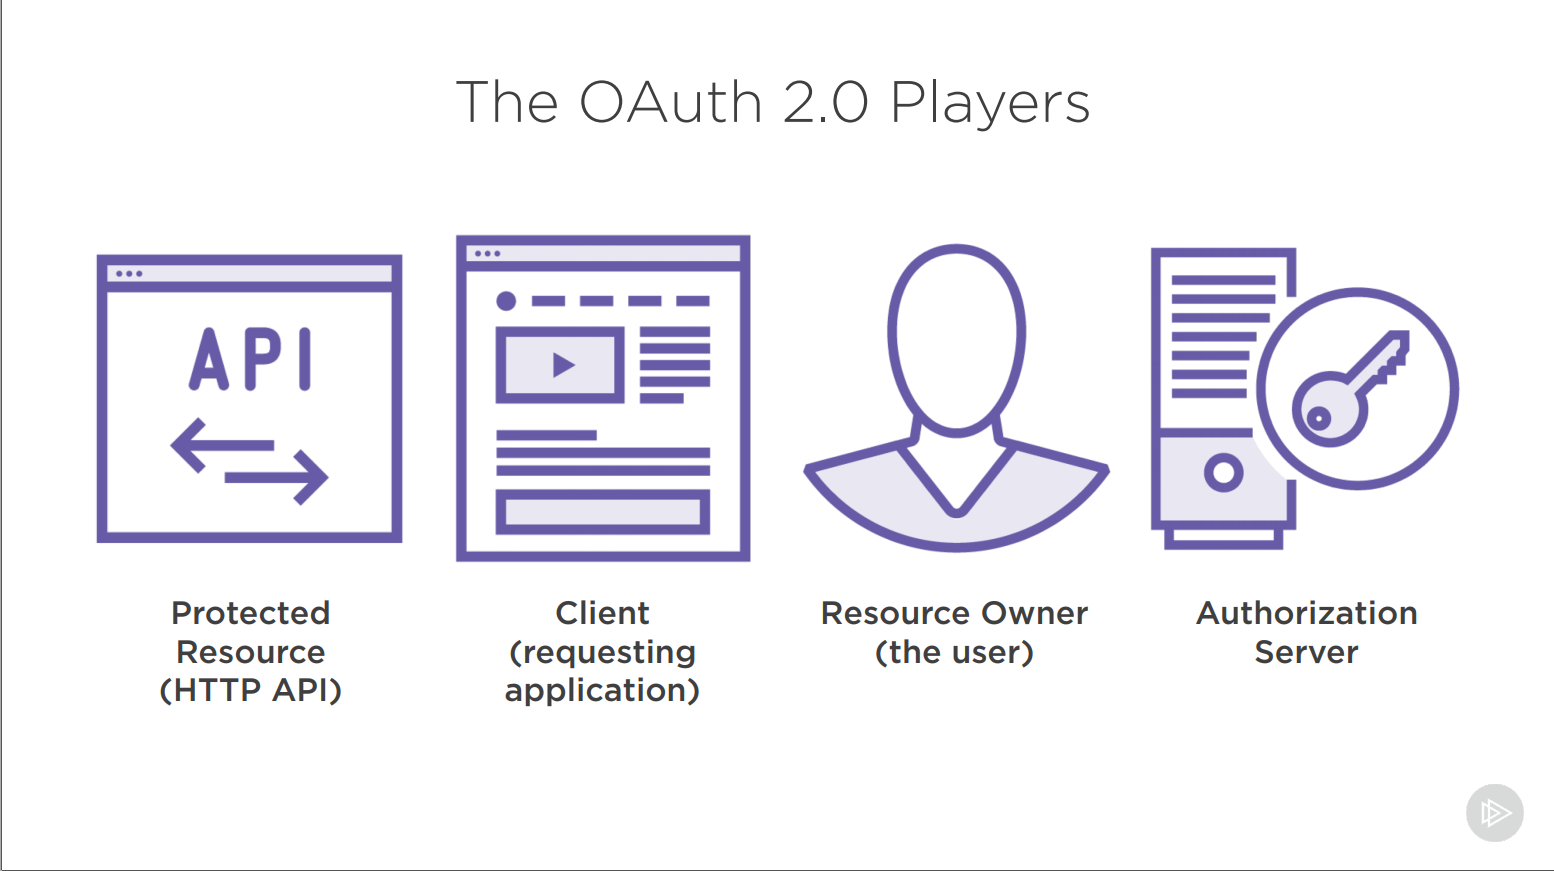 The OAuth 2.0 Players
API
Protected
Resource
(HTTP API)
Client
(requesting
application)
Resource Owner
(the user)
Authorization
Server